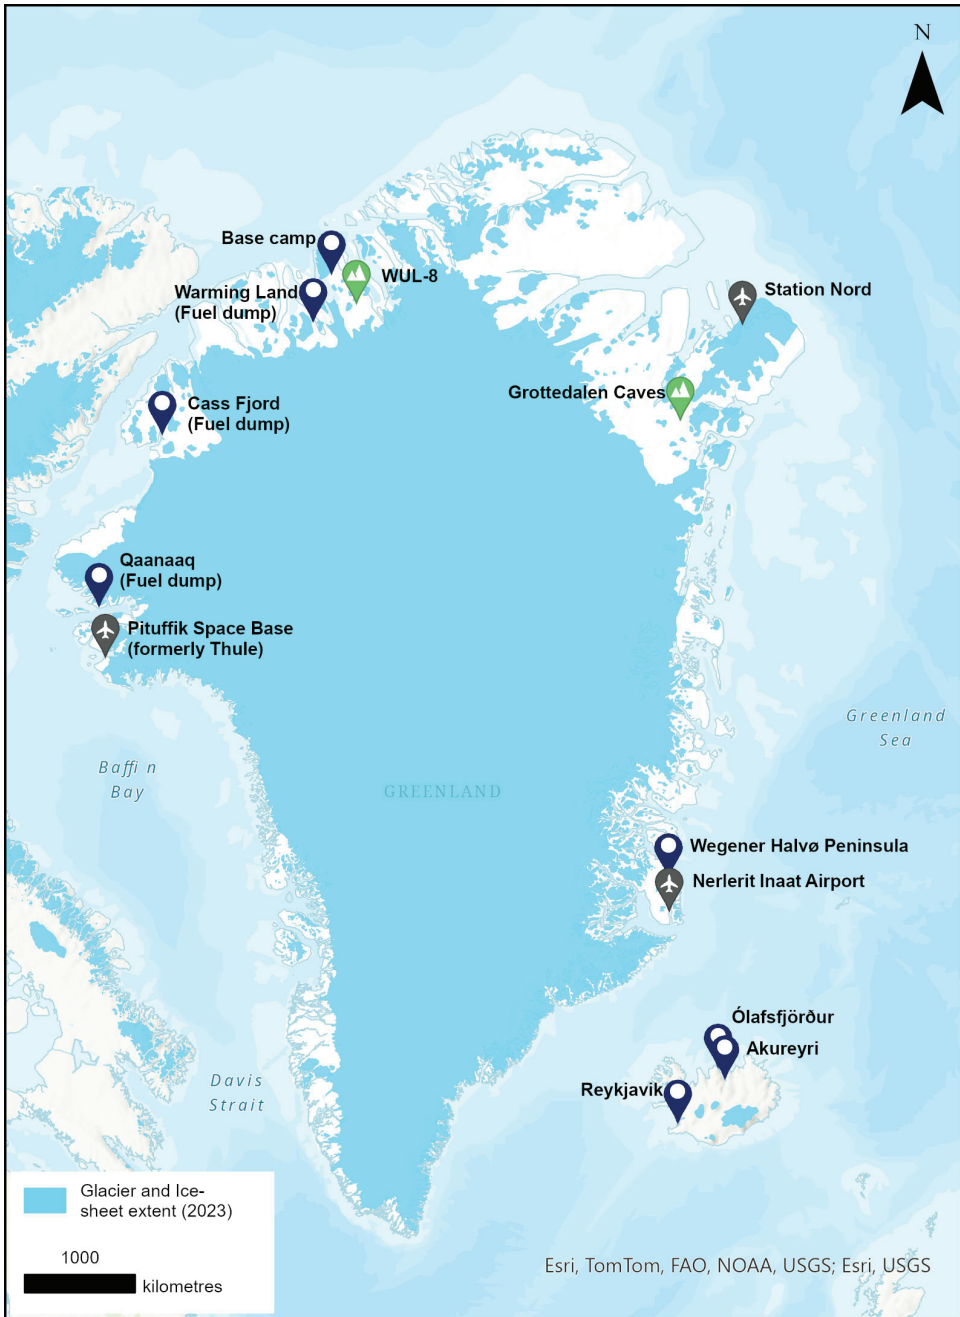 N
Base camp
WUL-8
Warming Land
(Fuel dump)
Station Nord
Grottedalen Caves
Cass Fjord
(Fuel dump)
Qaanaaq
(Fuel dump)
Pituffik Space Base
(formerly Thule)
Greenland
Sea
Baffi n
Bay
GREENLAND
Wegener Halvø Peninsula
Nerlerit Inaat Airport
Ólafsfjörður
Akureyri
Reykjavik
Davis
Strait
Glacier and Ice-
sheet extent (2023)
1000
kilometres
Esri, TomTom, FAO, NOAA, USGS; Esri, USGS